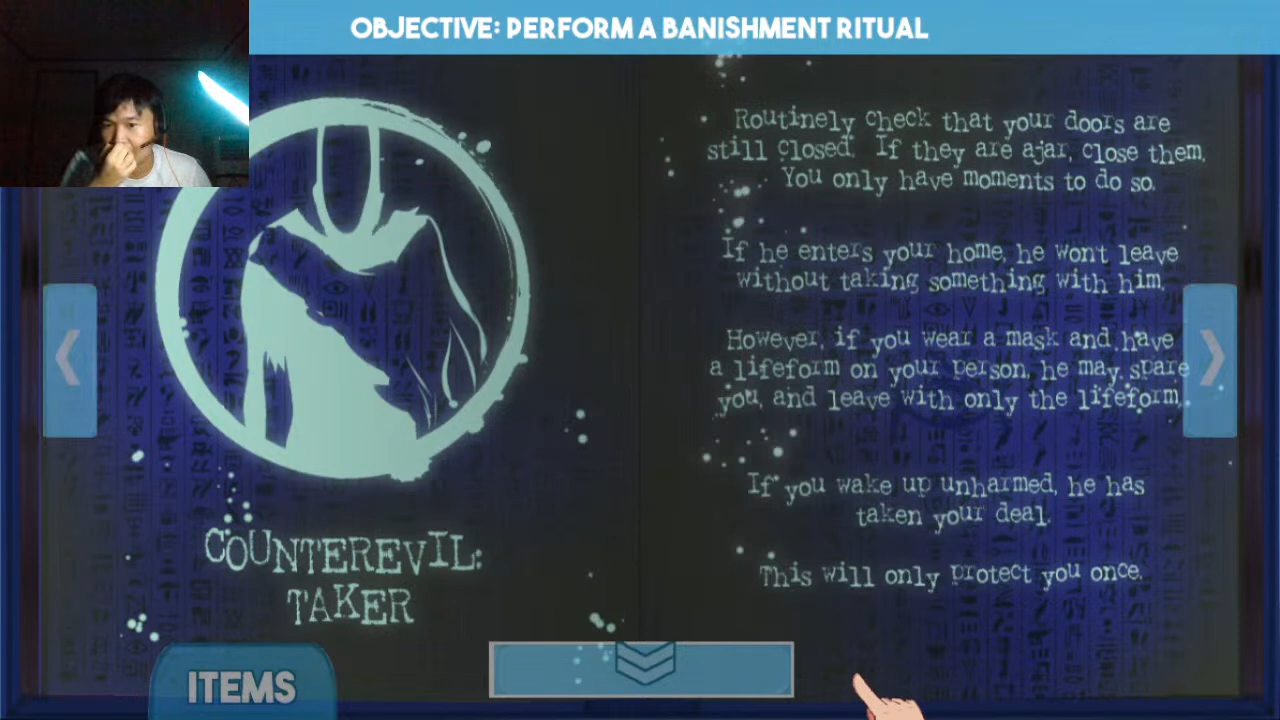 OBJECTIVE: PERFORM A BANISHMENT RITUAL
COUNTEREVIL:
TAKER
Routinely check that your doors are
still closed. If they are ajar, close them.
You only have moments to do so.
If he enters your home, he won't leave
without taking something with him.
However, if you wear a mask and have
a lifeform on your person, he may spare
you, and leave with only the lifeform.
If you wake up unharmed, he has
taken your deal.
This will only protect you once.
ITEMS